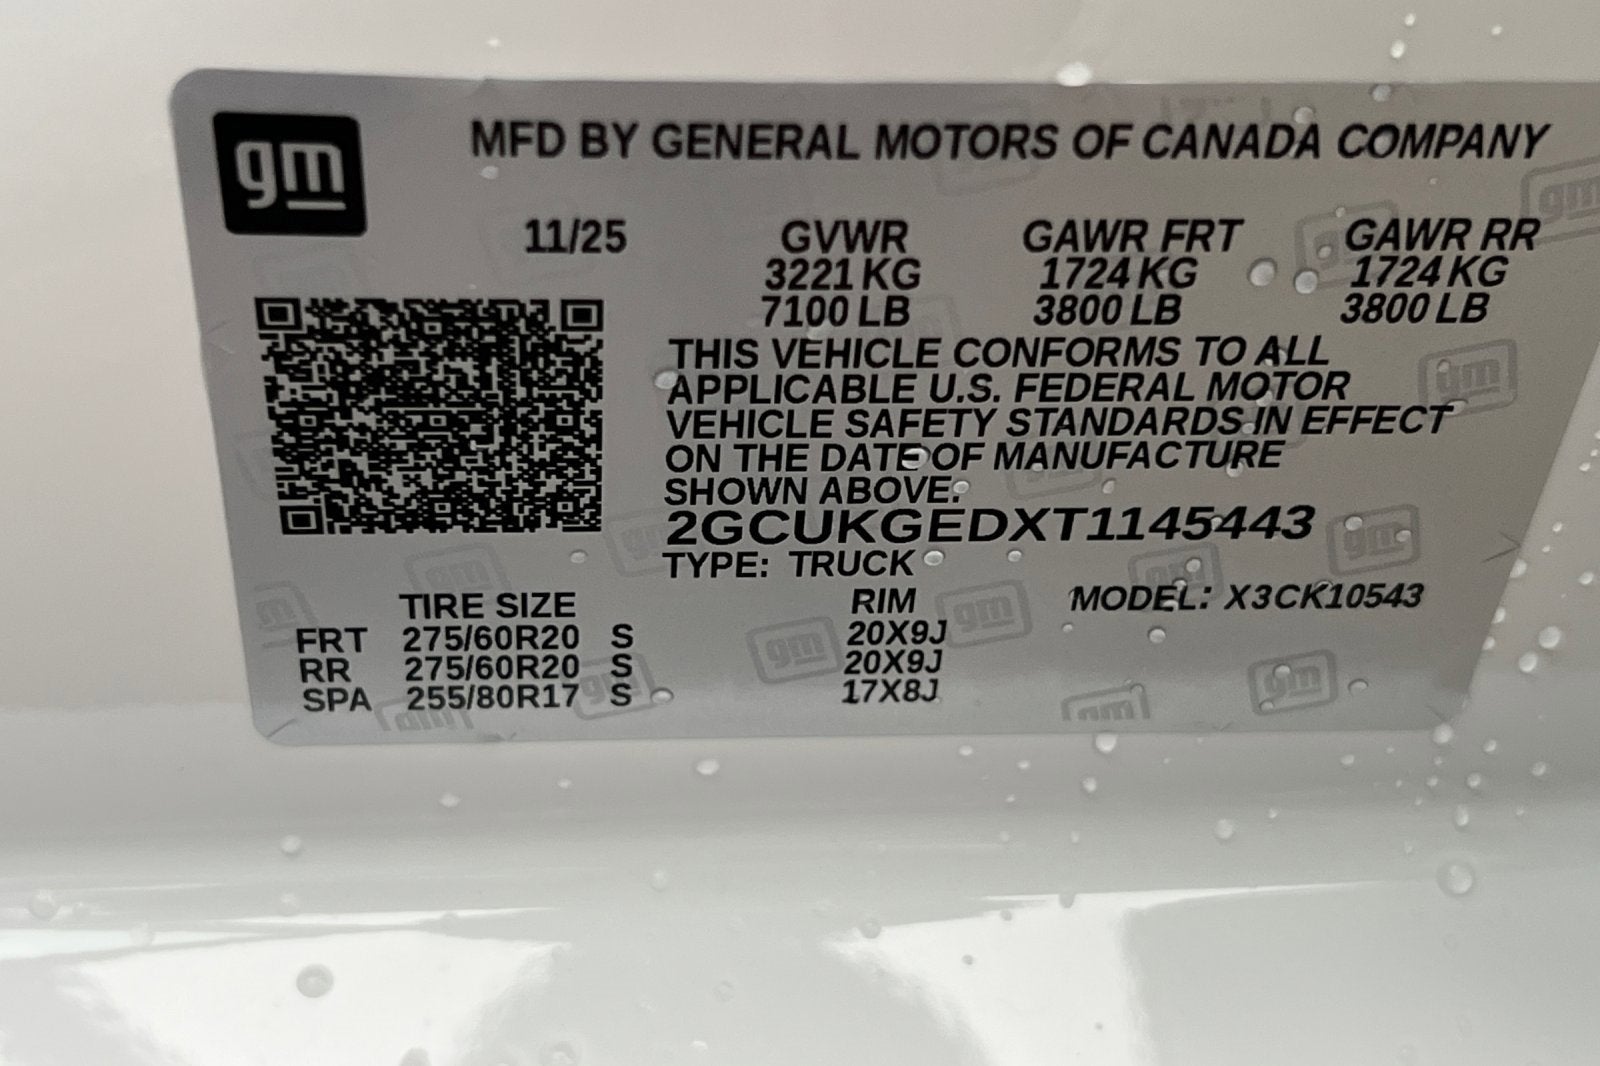 gm
MFD BY GENERAL MOTORS OF CANADA COMPANY
11/25 GVWR GAWR FRT GAWR RR
3221 KG 1724 KG 1724 KG
7100 LB 3800 LB 3800 LB
THIS VEHICLE CONFORMS TO ALL
APPLICABLE U.S. FEDERAL MOTOR
VEHICLE SAFETY STANDARDS IN EFFECT
ON THE DATE OF MANUFACTURE
SHOWN ABOVE.
2GCUKGEDXT1145443
TYPE: TRUCK
TIRE SIZE RIM MODEL: X3CK10543
FRT 275/60R20 S 20X9J
RR 275/60R20 S 20X9J
SPA 255/80R17 S 17X8J